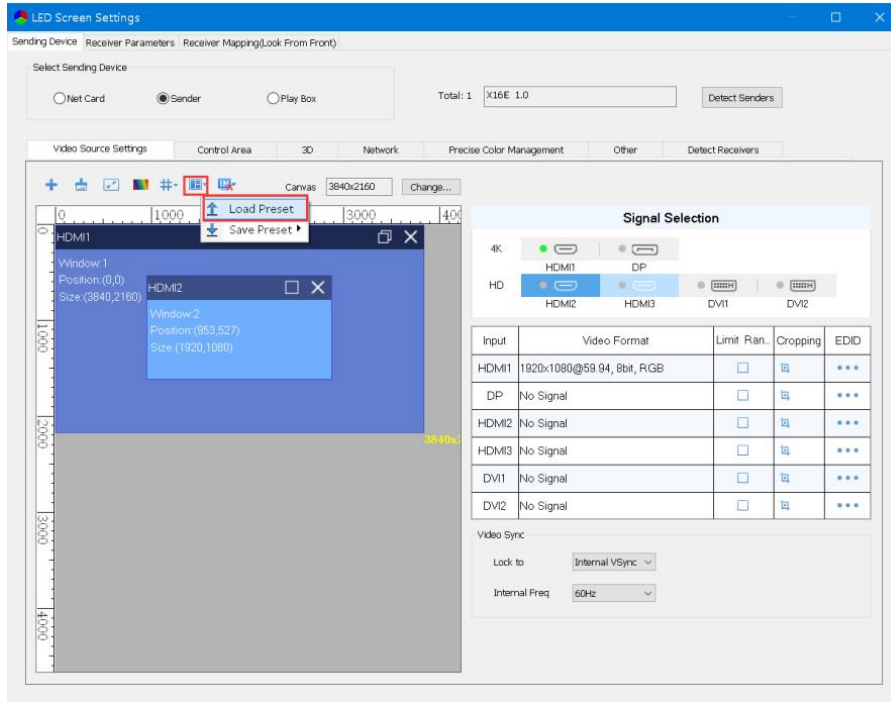 LED Screen Settings
Sending Device Receiver Parameters Receiver Mapping(Look From Front)
Select Sending Device
Net Card Sender Play Box
Total: 1 X16E 1.0 Detect Senders
Video Source Settings Control Area 3D Network Precise Color Management Other Detect Receivers
Canvas 3840x2160 Change...
Load Preset
Save Preset
0 1000 3000
HDMI1
Window:1
Position:(0,0)
Size:(3840,2160)
HDMI2
Window:2
Position:(953,527)
Size:(1920,1080)
1000
2000
3000
4000
Signal Selection
4K
HDMI1 DP
HD
HDMI2 HDMI3 DVI1 DVI2
Input Video Format Limit Ran... Cropping EDID
HDMI1 1920x1080@59.94, 8bit, RGB
DP No Signal
HDMI2 No Signal
HDMI3 No Signal
DVI1 No Signal
DVI2 No Signal
Video Sync
Lock to Internal VSync
Internal Freq 60Hz